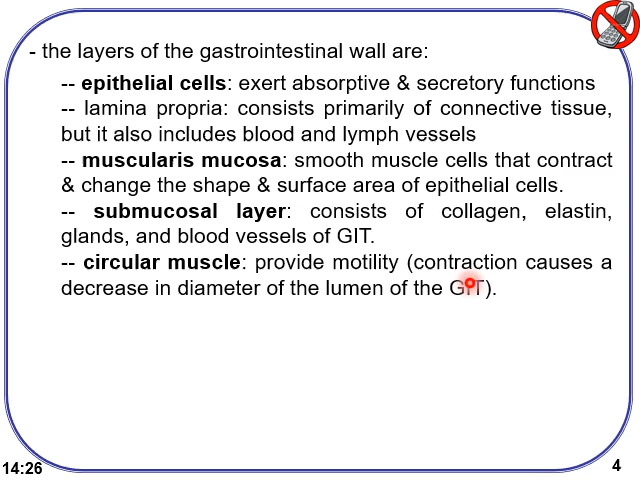 - the layers of the gastrointestinal wall are:
-- epithelial cells: exert absorptive & secretory functions
-- lamina propria: consists primarily of connective tissue,
but it also includes blood and lymph vessels
-- muscularis mucosa: smooth muscle cells that contract
& change the shape & surface area of epithelial cells.
-- submucosal layer: consists of collagen, elastin,
glands, and blood vessels of GIT.
-- circular muscle: provide motility (contraction causes a
decrease in diameter of the lumen of the GIT).
14:26
4